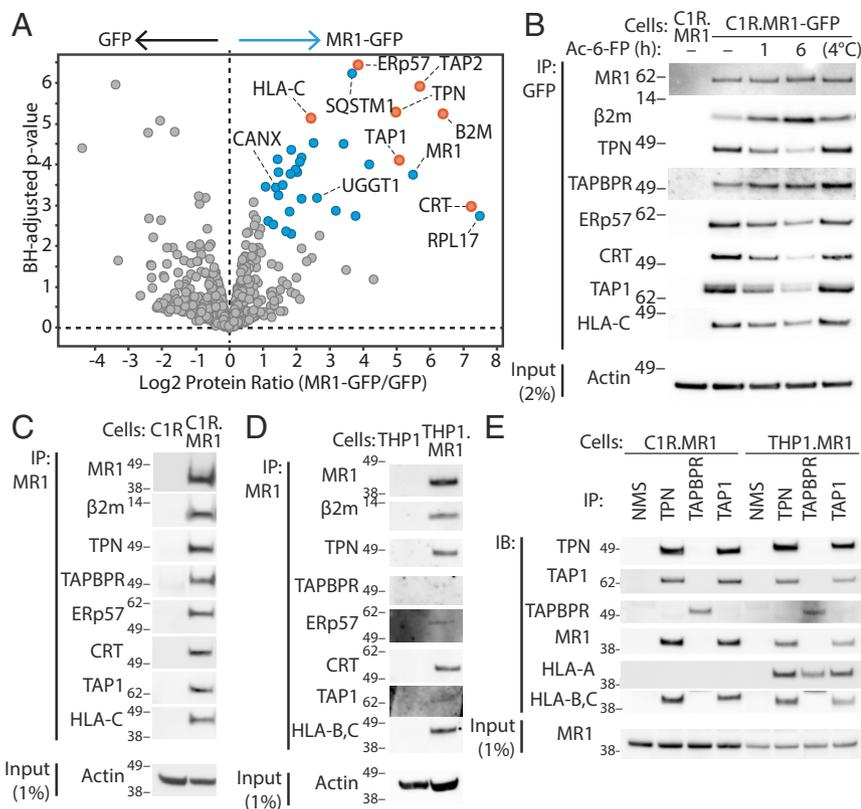 A
GFP
MR1-GFP
ERp57
TAP2
HLA-C
SQSTM1
TPN
CANX
TAP1
B2M
MR1
UGGT1
CRT
RPL17
BH-adjusted p-value
6
5
4
3
2
1
0
-4 -3 -2 -1 0 1 2 3 4 5 6 7 8
Log2 Protein Ratio (MR1-GFP/GFP)
B
Cells: C1R.MR1 C1R.MR1-GFP
Ac-6-FP (h): – – 1 6 (4°C)
IP: GFP
MR1 62–
14–
β2m
TPN 49–
TAPBPR 49–
ERp57 62–
CRT 49–
TAP1 62–
49–
HLA-C
Input (2%)
Actin 49–
C
Cells: C1R C1R.MR1
IP: MR1
MR1 49– 38–
β2m 14–
TPN 49–
TAPBPR 49–
ERp57 62– 49–
CRT 49–
TAP1 62–
HLA-C 49– 38–
Input (1%)
Actin 49– 38–
D
Cells: THP1 THP1.MR1
IP: MR1
MR1 49– 38–
β2m 14–
TPN 49–
TAPBPR 49–
ERp57 62– 49–
CRT 62– 49–
TAP1 62–
HLA-B,C 49– 38–
Input (1%)
Actin 49– 38–
E
Cells: C1R.MR1 THP1.MR1
IP: NMS TPN TAPBPR TAP1 NMS TPN TAPBPR TAP1
IB:
TPN 49–
TAP1 62–
TAPBPR 49–
MR1 38–
HLA-A 38–
HLA-B,C 38–
Input (1%)
MR1 38–